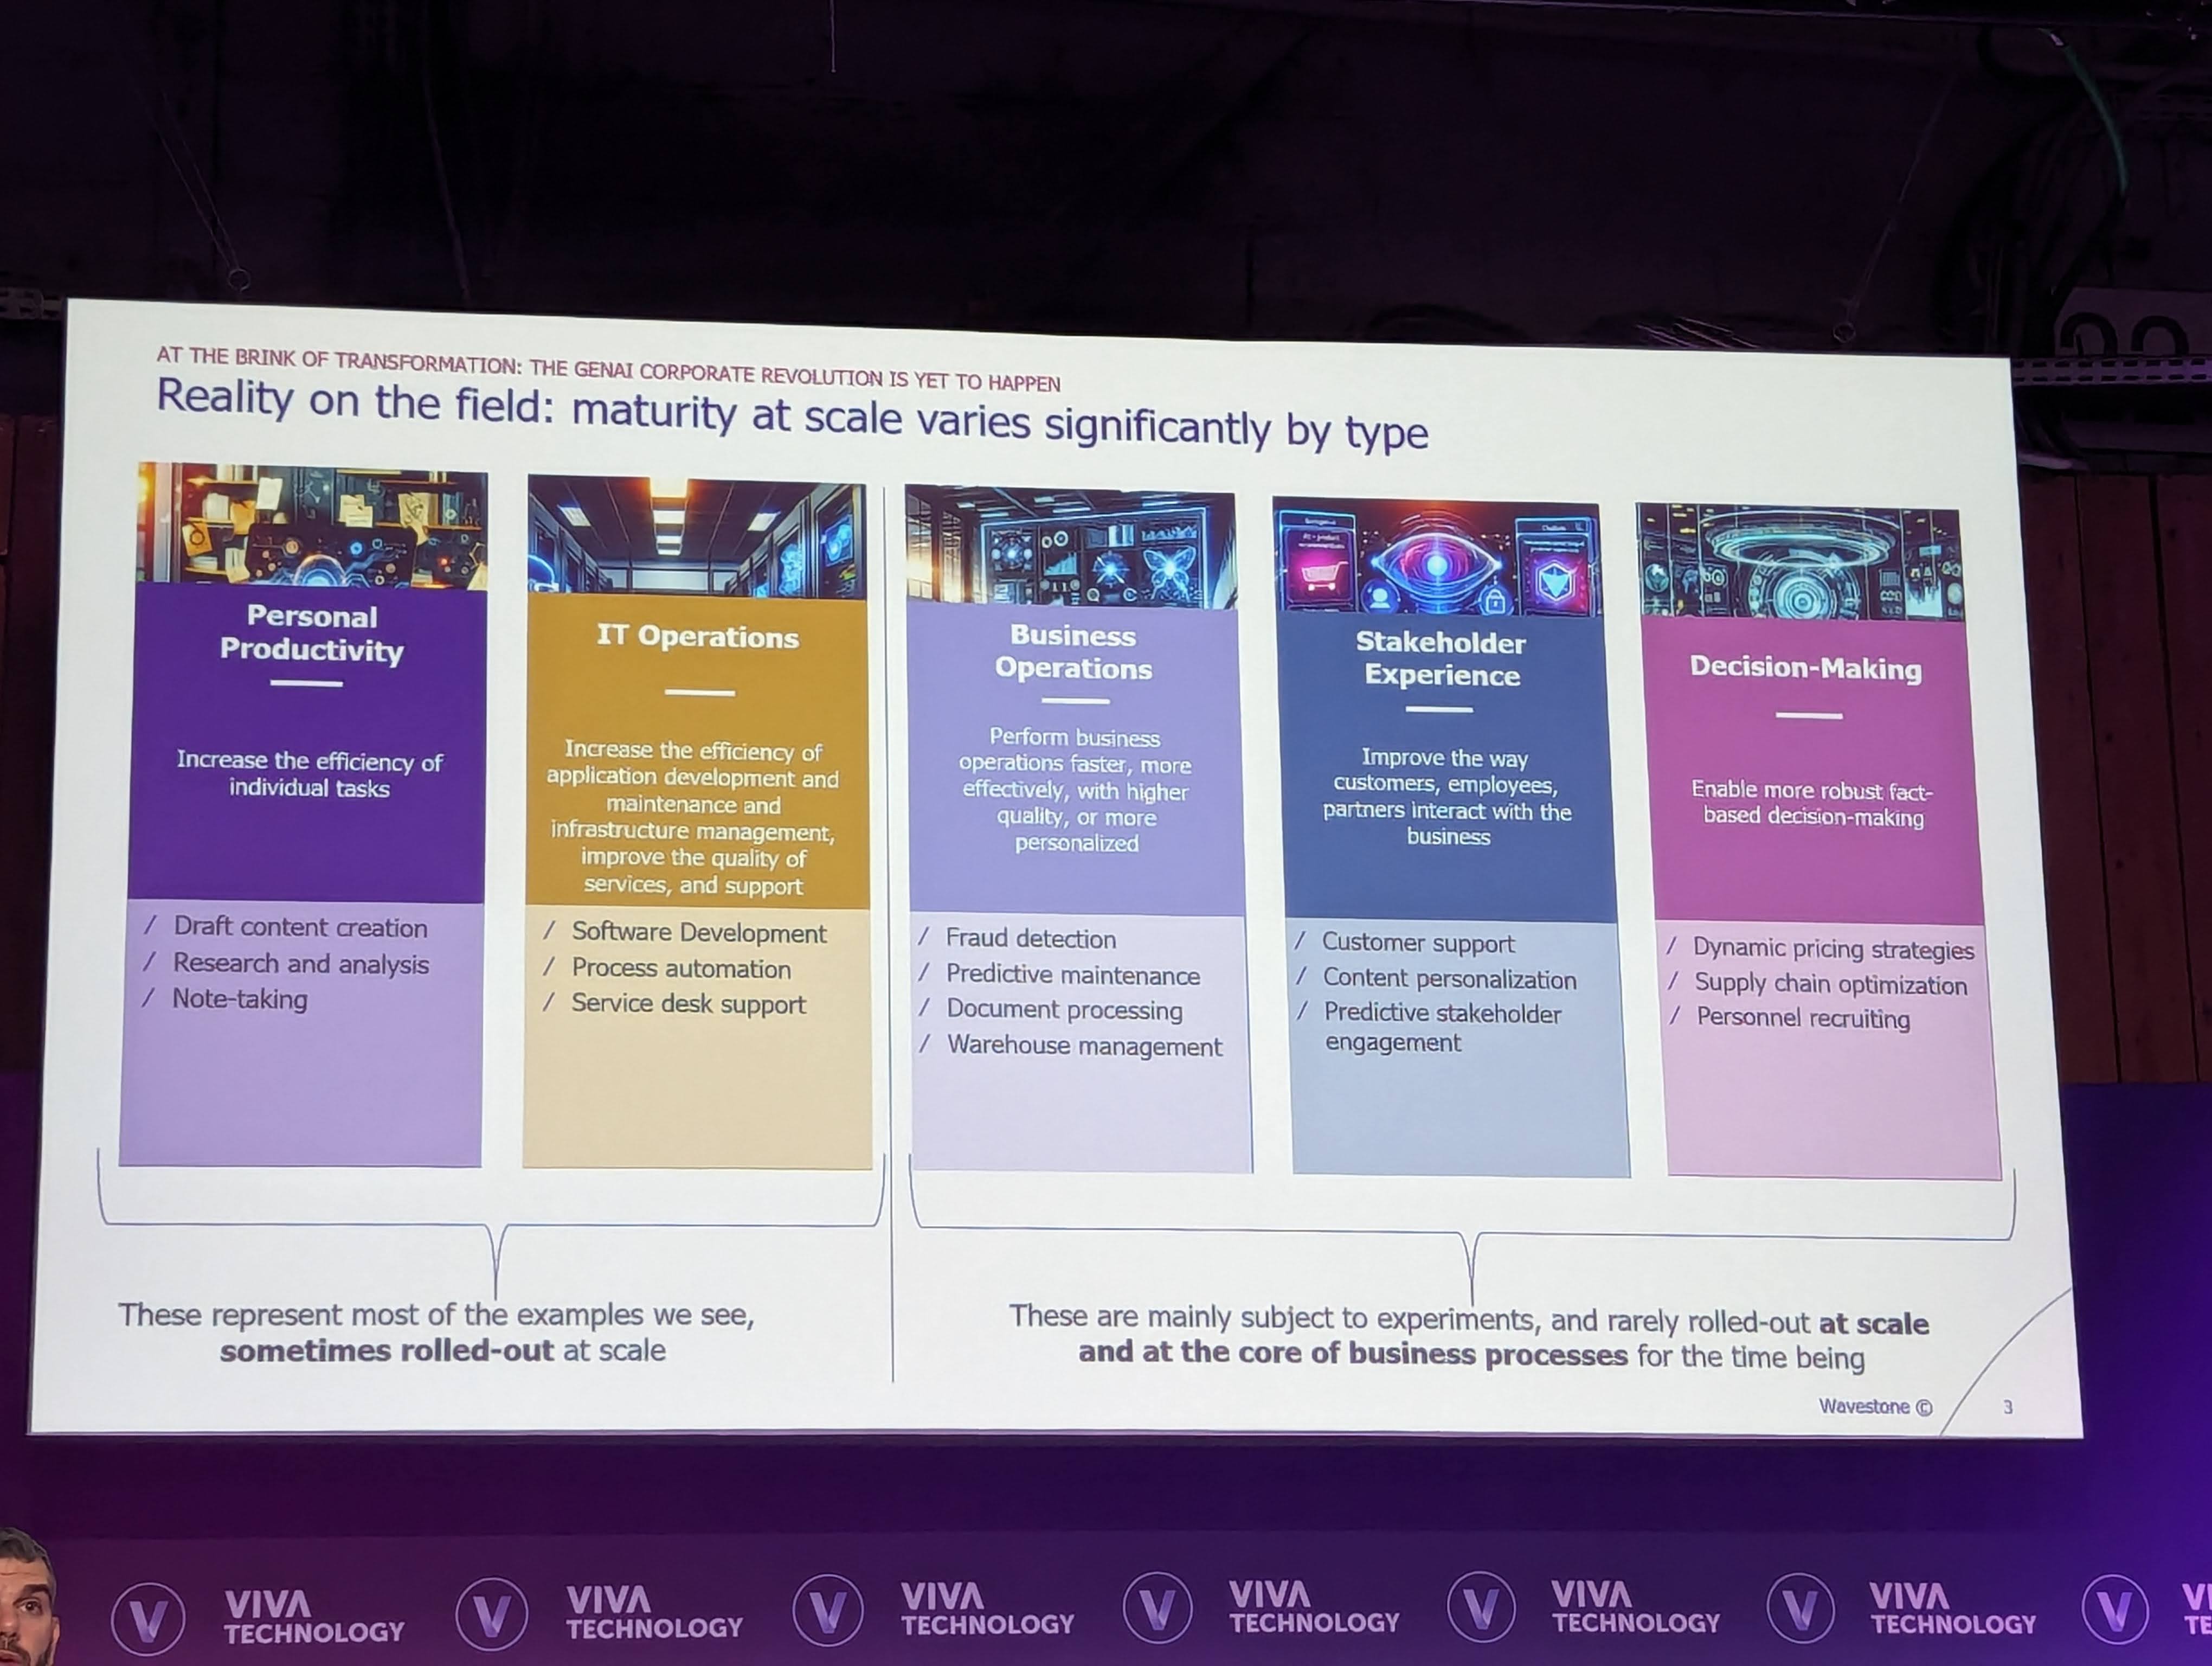 AT THE BRINK OF TRANSFORMATION: THE GENAI CORPORATE REVOLUTION IS YET TO HAPPEN
Reality on the field: maturity at scale varies significantly by type
Personal
Productivity
Increase the efficiency of
individual tasks
/ Draft content creation
/ Research and analysis
/ Note-taking
IT Operations
Increase the efficiency of
application development and
maintenance and
infrastructure management,
improve the quality of
services, and support
/ Software Development
/ Process automation
/ Service desk support
Business
Operations
Perform business
operations faster, more
effectively, with higher
quality, or more
personalized
/ Fraud detection
/ Predictive maintenance
/ Document processing
/ Warehouse management
Stakeholder
Experience
Improve the way
customers, employees,
partners interact with the
business
/ Customer support
/ Content personalization
/ Predictive stakeholder
engagement
Decision-Making
Enable more robust fact-
based decision-making
/ Dynamic pricing strategies
/ Supply chain optimization
/ Personnel recruiting
These represent most of the examples we see,
sometimes rolled-out at scale
These are mainly subject to experiments, and rarely rolled-out at scale
and at the core of business processes for the time being
Wavestone ©
3
VIVA
TECHNOLOGY
VIVA
TECHNOLOGY
VIVA
TECHNOLOGY
VIVA
TECHNOLOGY
VIVA
TECHNOLOGY
VIVA
TECHNOLOGY
VI
TE